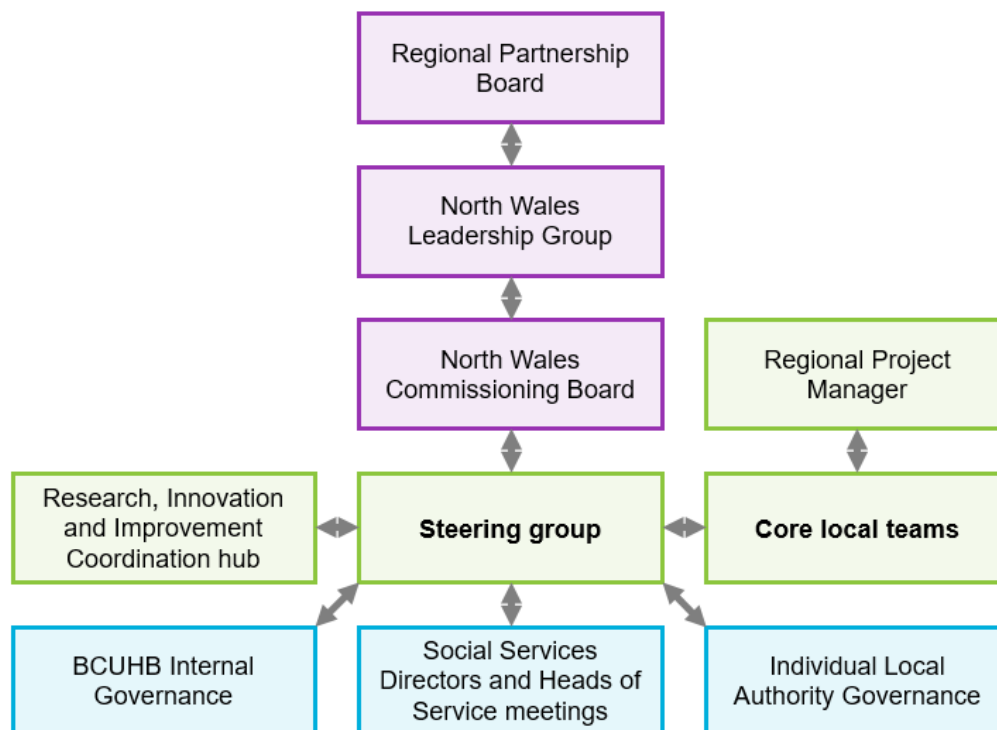 Regional Partnership
Board
North Wales
Leadership Group
North Wales
Commissioning Board
Regional Project
Manager
Research, Innovation
and Improvement
Coordination hub
Steering group
Core local teams
BCUHB Internal
Governance
Social Services
Directors and Heads of
Service meetings
Individual Local
Authority Governance